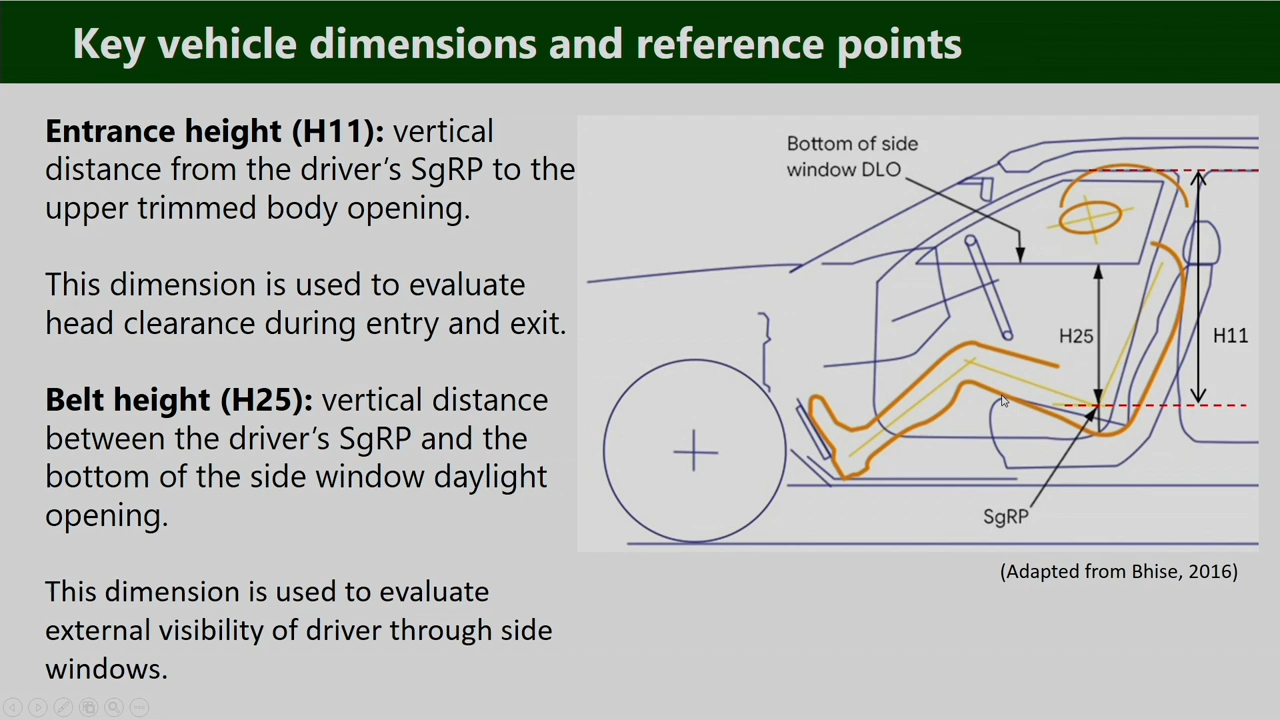 Key vehicle dimensions and reference points
Entrance height (H11): vertical
distance from the driver's SgRP to the
upper trimmed body opening.
This dimension is used to evaluate
head clearance during entry and exit.
Belt height (H25): vertical distance
between the driver's SgRP and the
bottom of the side window daylight
opening.
This dimension is used to evaluate
external visibility of driver through side
windows.
Bottom of side
window DLO
H25
H11
SgRP
(Adapted from Bhise, 2016)